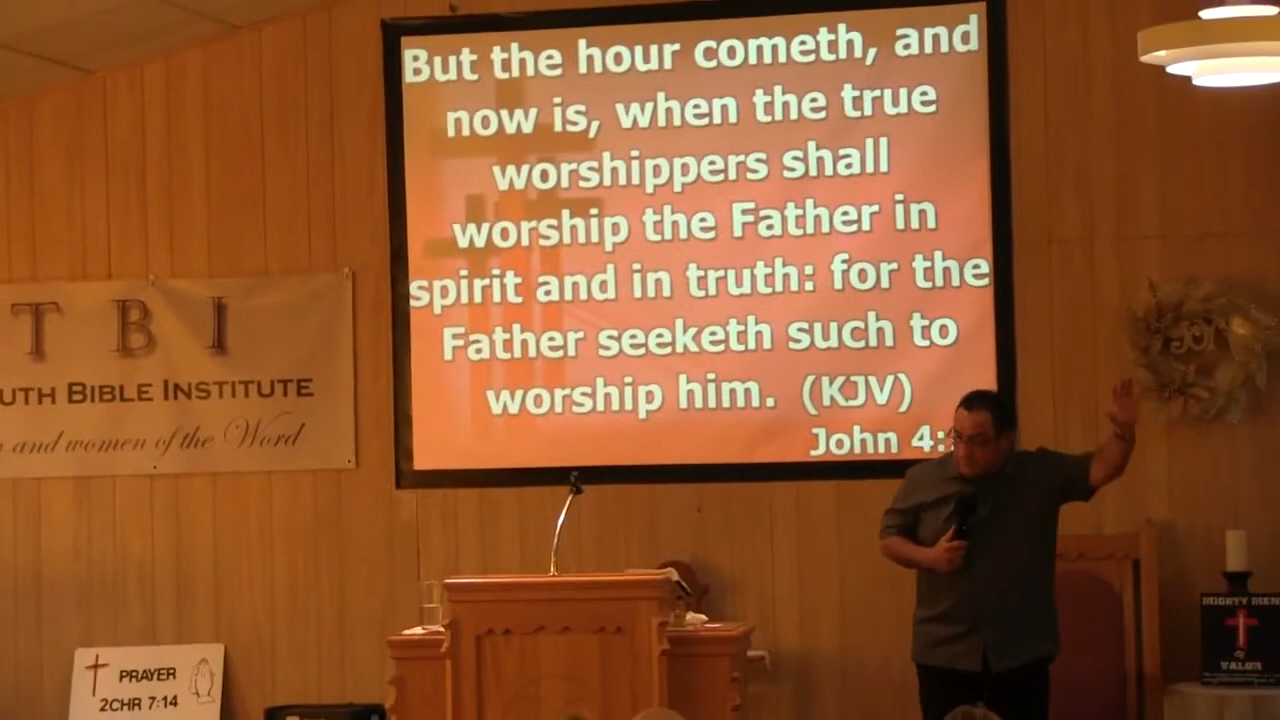 But the hour cometh, and
now is, when the true
worshippers shall
worship the Father in
spirit and in truth: for the
Father seeketh such to
worship him. (KJV)
John 4:
T B I
UTH BIBLE INSTITUTE
and women of the Word
PRAYER
2CHR 7:14
JOY
MIGHTY MEN
of
VALOR